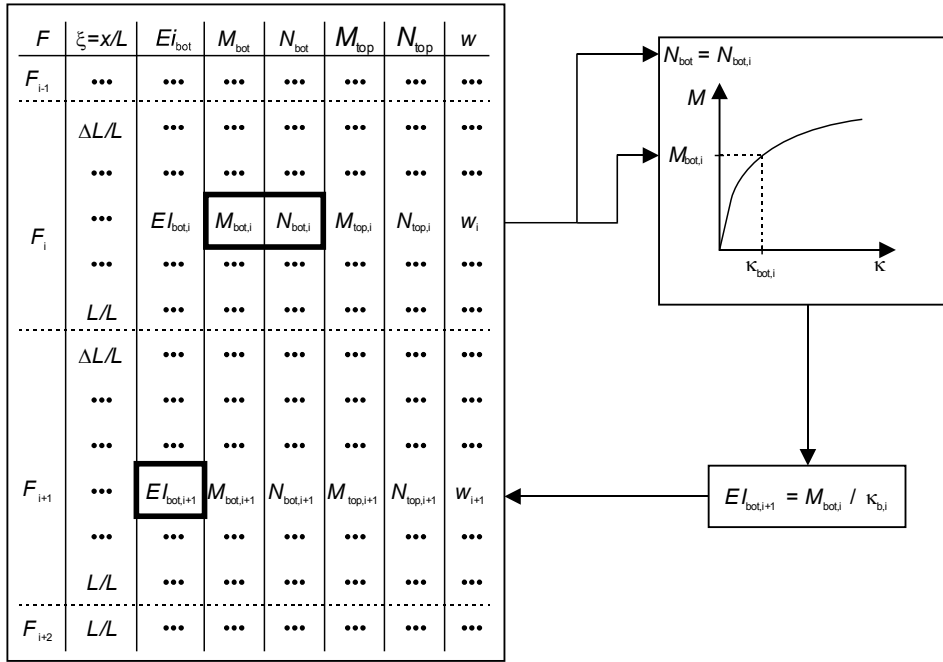 F ξ=x/L Ei_bot M_bot N_bot M_top N_top w
F_i-1 ••• ••• ••• ••• ••• ••• •••
ΔL/L ••• ••• ••• ••• ••• •••
••• ••• ••• ••• ••• ••• •••
F_i ••• EI_bot,i M_bot,i N_bot,i M_top,i N_top,i w_i
••• ••• ••• ••• ••• ••• •••
L/L ••• ••• ••• ••• ••• •••
ΔL/L ••• ••• ••• ••• ••• •••
••• ••• ••• ••• ••• ••• •••
••• ••• ••• ••• ••• ••• •••
F_i+1 ••• EI_bot,i+1 M_bot,i+1 N_bot,i+1 M_top,i+1 N_top,i+1 w_i+1
••• ••• ••• ••• ••• ••• •••
L/L ••• ••• ••• ••• ••• •••
F_i+2 L/L ••• ••• ••• ••• ••• •••
N_bot = N_bot,i
M
M_bot,i
κ_bot,i κ
EI_bot,i+1 = M_bot,i / κ_b,i